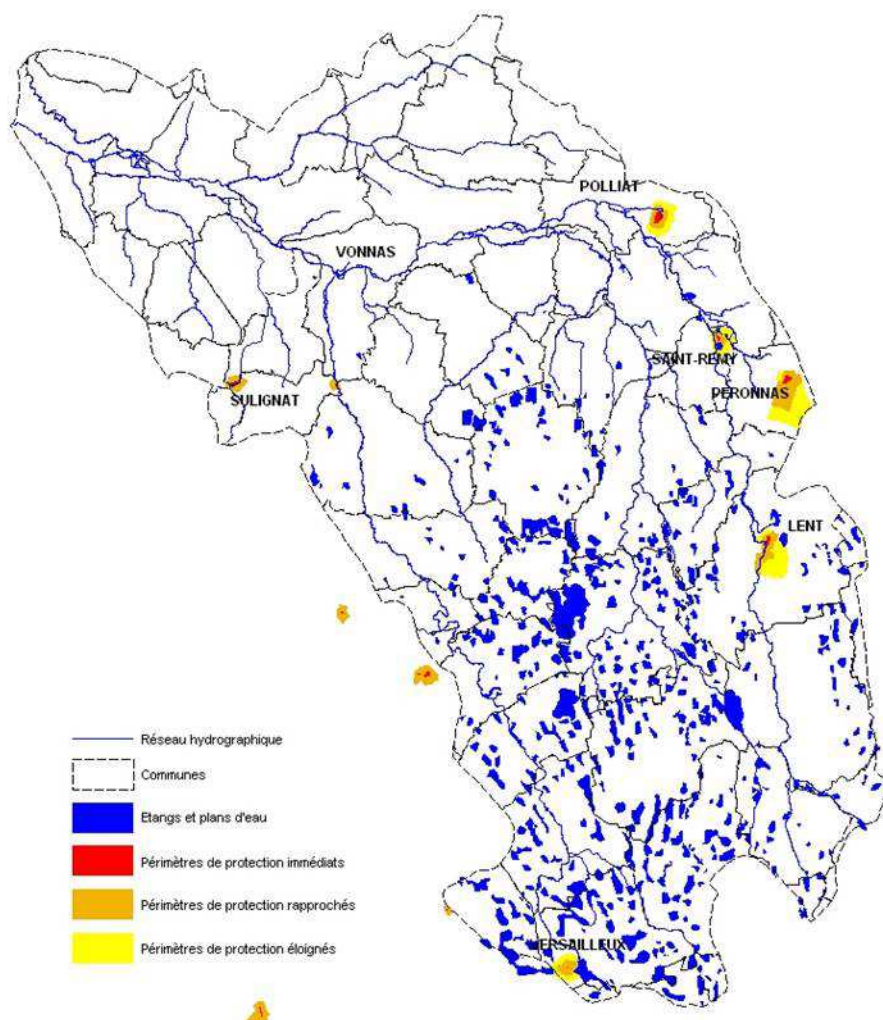 POLLIAT
VONNAS
SAINT-REMY
PERONNAS
SULIGNAT
LENT
Réseau hydrographique
Communes
Etangs et plans d'eau
Périmètres de protection immédiats
Périmètres de protection rapprochés
Périmètres de protection éloignés
ERSAILLEUX